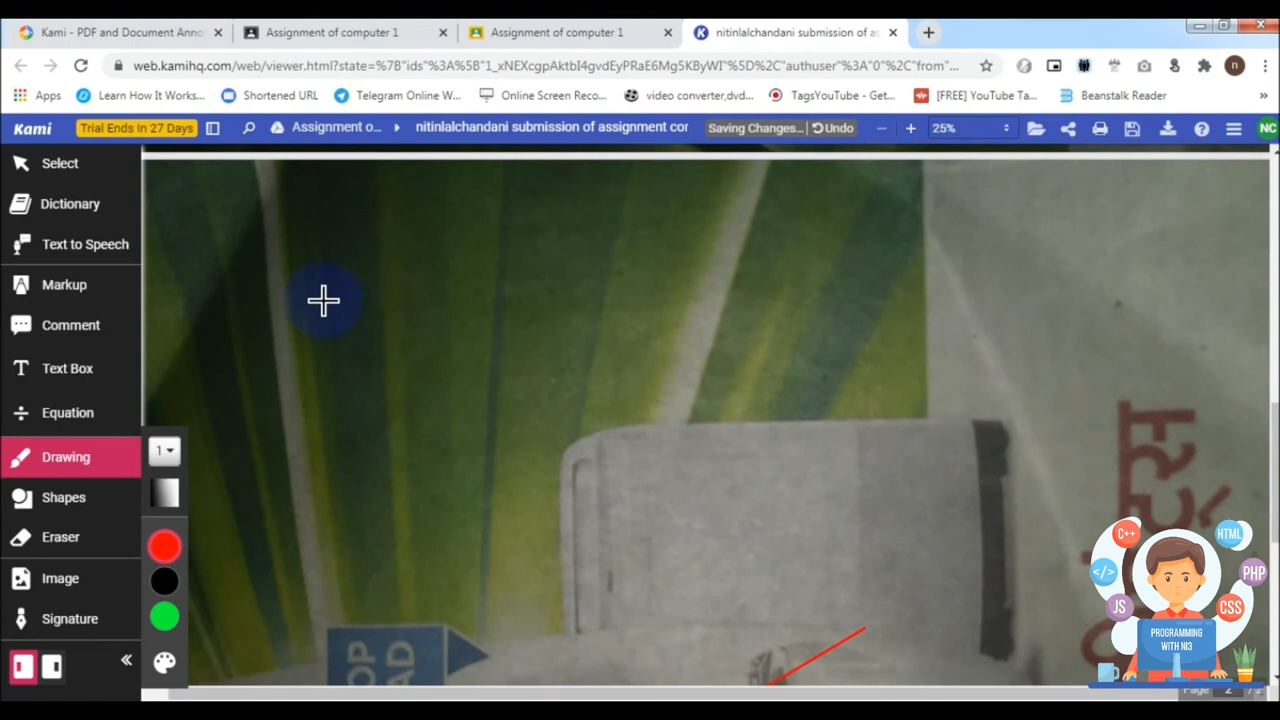 Kami - PDF and Document Anno
Assignment of computer 1
Assignment of computer 1
nitinlalchandani submission of as
web.kamihq.com/web/viewer.html?state=%7B"ids"%3A%5B"1_xNEXcgpAktbI4gvdEyPRaE6Mg5KByWI"%5D%2C"authuser"%3A"0"%2C"from"...
n
Apps
Learn How It Works...
Shortened URL
Telegram Online W...
Online Screen Reco...
video converter,dvd...
TagsYouTube - Get...
[FREE] YouTube Ta...
Beanstalk Reader
»
Kami
Trial Ends In 27 Days
Assignment o...
nitinlalchandani submission of assignment cor
Saving Changes...
Undo
25%
NC
Select
Dictionary
Text to Speech
Markup
Comment
Text Box
Equation
Drawing
1
Shapes
Eraser
Image
Signature
OP
AD
C++
HTML
</>
PHP
JS
CSS
PROGRAMMING
WITH NI3
Page 2